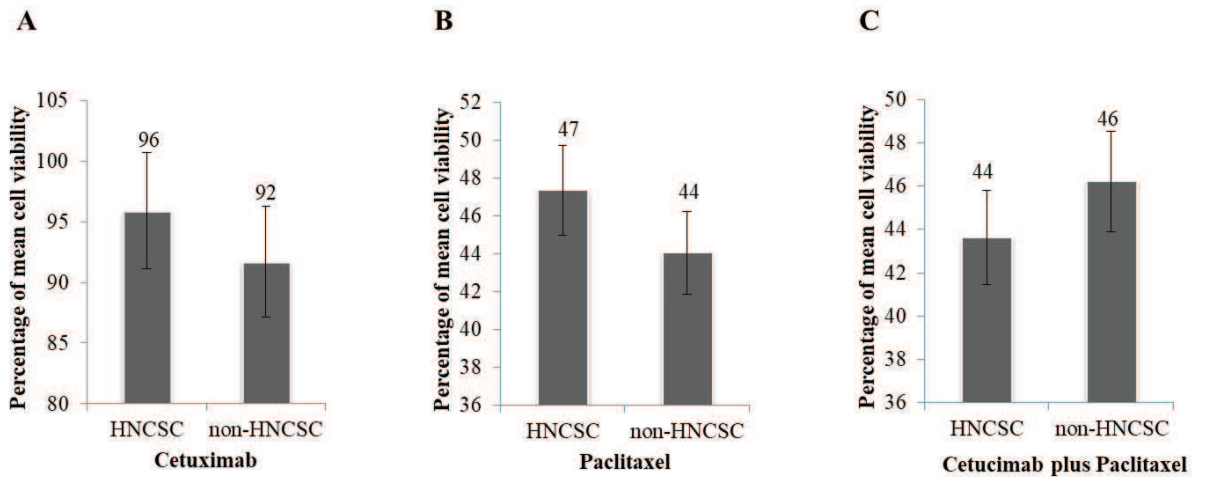 A
Percentage of mean cell viability
105
100
95
90
85
80
96
92
HNCSC
non-HNCSC
Cetuximab
B
Percentage of mean cell viability
52
50
48
46
44
42
40
38
36
47
44
HNCSC
non-HNCSC
Paclitaxel
C
Percentage of mean cell viability
50
48
46
44
42
40
38
36
44
46
HNCSC
non-HNCSC
Cetucimab plus Paclitaxel